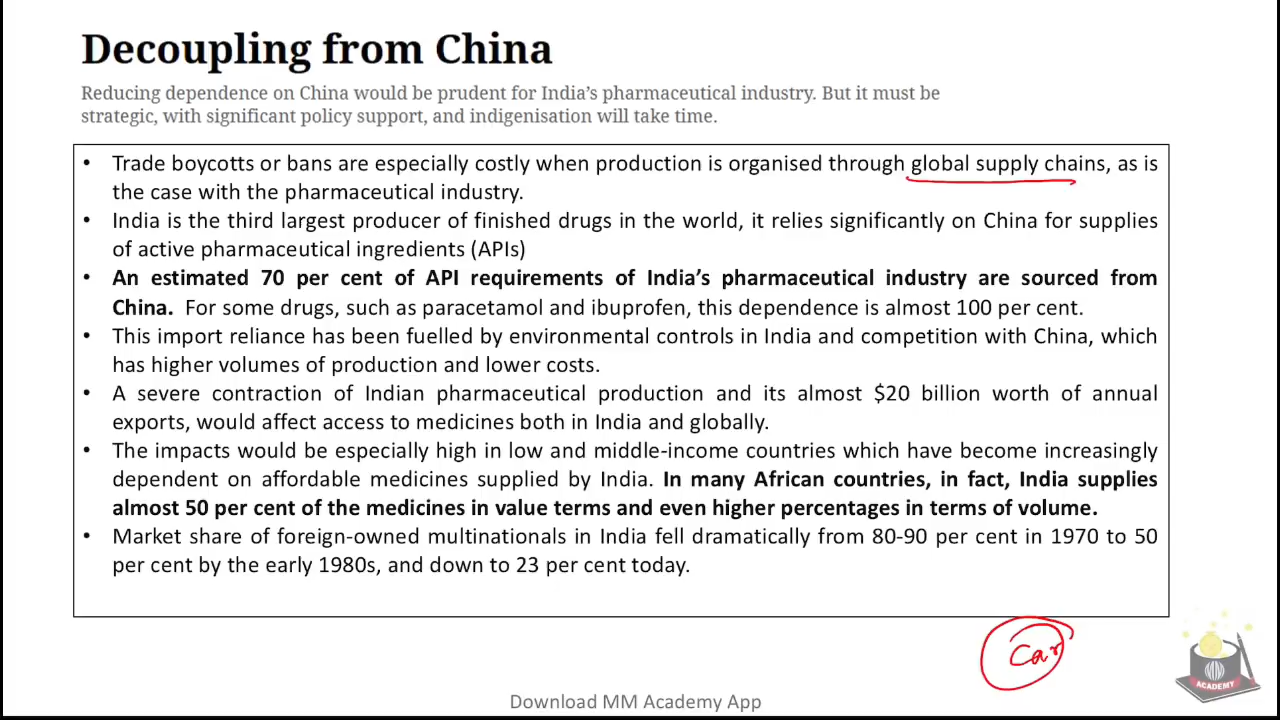 Decoupling from China
Reducing dependence on China would be prudent for India's pharmaceutical industry. But it must be
strategic, with significant policy support, and indigenisation will take time.
• Trade boycotts or bans are especially costly when production is organised through global supply chains, as is
the case with the pharmaceutical industry.
• India is the third largest producer of finished drugs in the world, it relies significantly on China for supplies
of active pharmaceutical ingredients (APIs)
• An estimated 70 per cent of API requirements of India's pharmaceutical industry are sourced from
China. For some drugs, such as paracetamol and ibuprofen, this dependence is almost 100 per cent.
• This import reliance has been fuelled by environmental controls in India and competition with China, which
has higher volumes of production and lower costs.
• A severe contraction of Indian pharmaceutical production and its almost $20 billion worth of annual
exports, would affect access to medicines both in India and globally.
• The impacts would be especially high in low and middle-income countries which have become increasingly
dependent on affordable medicines supplied by India. In many African countries, in fact, India supplies
almost 50 per cent of the medicines in value terms and even higher percentages in terms of volume.
• Market share of foreign-owned multinationals in India fell dramatically from 80-90 per cent in 1970 to 50
per cent by the early 1980s, and down to 23 per cent today.
Car
MM
ACADEMY
Download MM Academy App